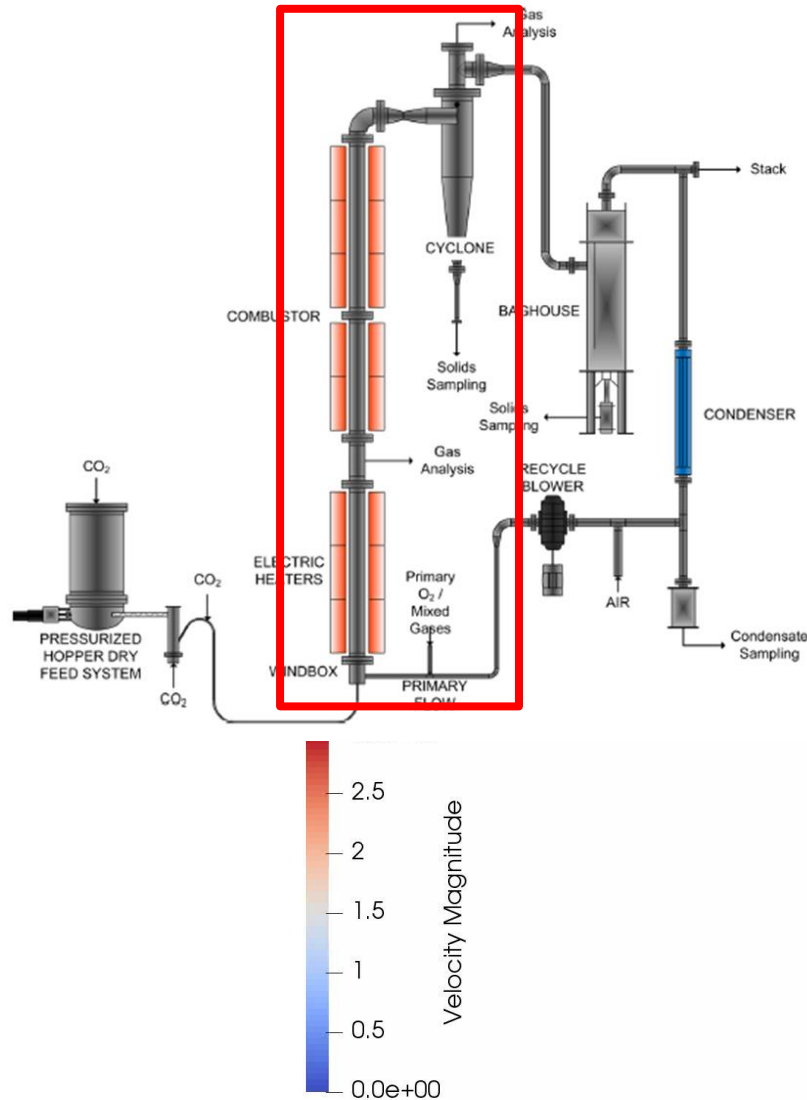 Gas
Analysis
Stack
CYCLONE
COMBUSTOR
BAGHOUSE
Solids
Sampling
Solids
Sampling
CONDENSER
Gas
Analysis
CO₂
RECYCLE
BLOWER
ELECTRIC
HEATERS
CO₂
Primary
O₂ /
Mixed
Gases
AIR
PRESSURIZED
HOPPER DRY
FEED SYSTEM
CO₂
WINDBOX
PRIMARY
FLOW
Condensate
Sampling
2.5
2
1.5
1
0.5
0.0e+00
Velocity Magnitude